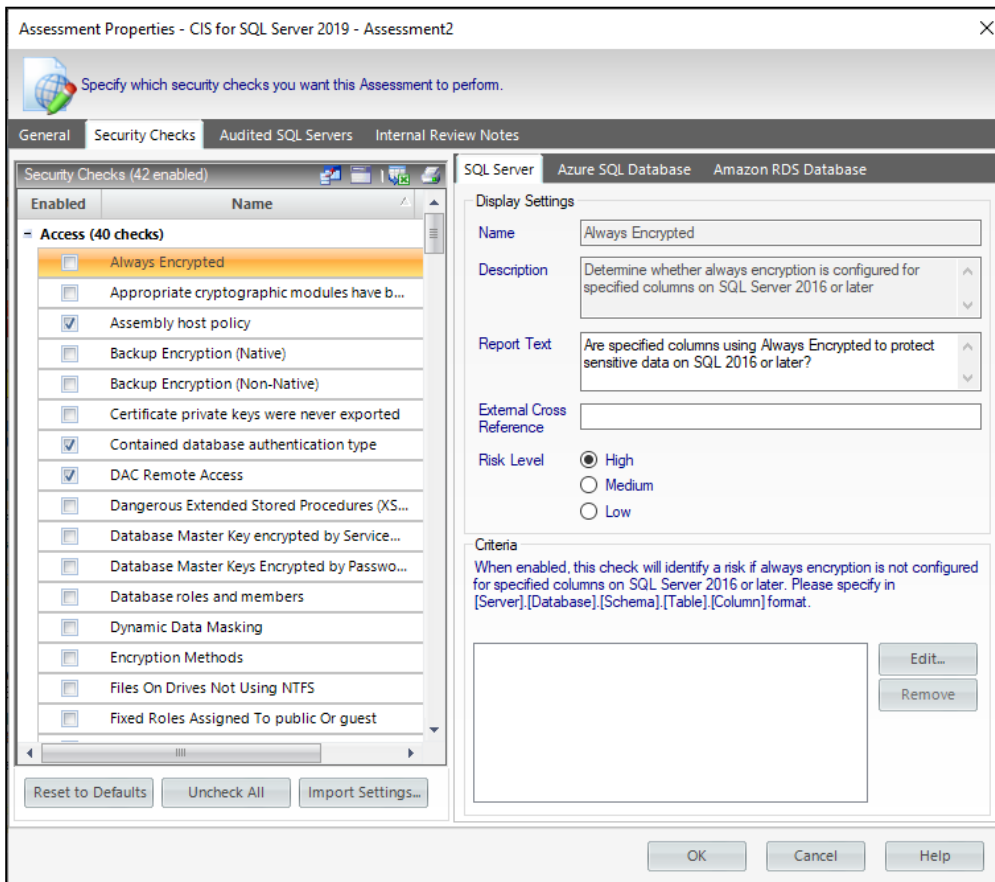 Assessment Properties - CIS for SQL Server 2019 - Assessment2
Specify which security checks you want this Assessment to perform.
General Security Checks Audited SQL Servers Internal Review Notes
Security Checks (42 enabled)
Enabled Name
Access (40 checks)
Always Encrypted
Appropriate cryptographic modules have b...
Assembly host policy
Backup Encryption (Native)
Backup Encryption (Non-Native)
Certificate private keys were never exported
Contained database authentication type
DAC Remote Access
Dangerous Extended Stored Procedures (XS...
Database Master Key encrypted by Service...
Database Master Keys Encrypted by Passwo...
Database roles and members
Dynamic Data Masking
Encryption Methods
Files On Drives Not Using NTFS
Fixed Roles Assigned To public Or guest
Reset to Defaults Uncheck All Import Settings...
SQL Server Azure SQL Database Amazon RDS Database
Display Settings
Name Always Encrypted
Description Determine whether always encryption is configured for
specified columns on SQL Server 2016 or later
Report Text Are specified columns using Always Encrypted to protect
sensitive data on SQL 2016 or later?
External Cross
Reference
Risk Level High
Medium
Low
Criteria
When enabled, this check will identify a risk if always encryption is not configured
for specified columns on SQL Server 2016 or later. Please specify in
[Server].[Database].[Schema].[Table].[Column] format.
Edit...
Remove
OK Cancel Help